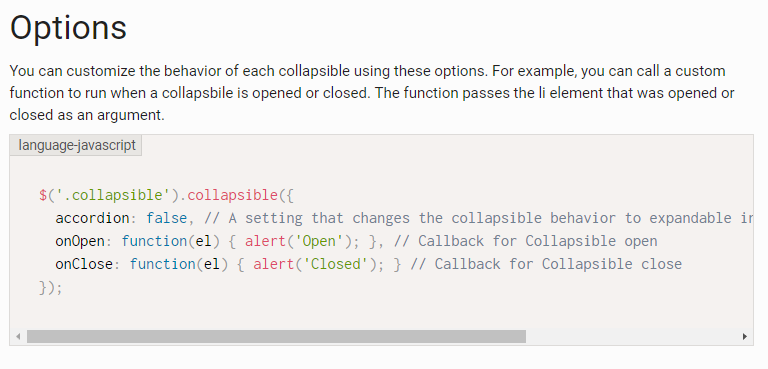 Options
You can customize the behavior of each collapsible using these options. For example, you can call a custom
function to run when a collapsbile is opened or closed. The function passes the li element that was opened or
closed as an argument.
language-javascript
$('.collapsible').collapsible({
  accordion: false, // A setting that changes the collapsible behavior to expandable
  onOpen: function(el) { alert('Open'); }, // Callback for Collapsible open
  onClose: function(el) { alert('Closed'); } // Callback for Collapsible close
});